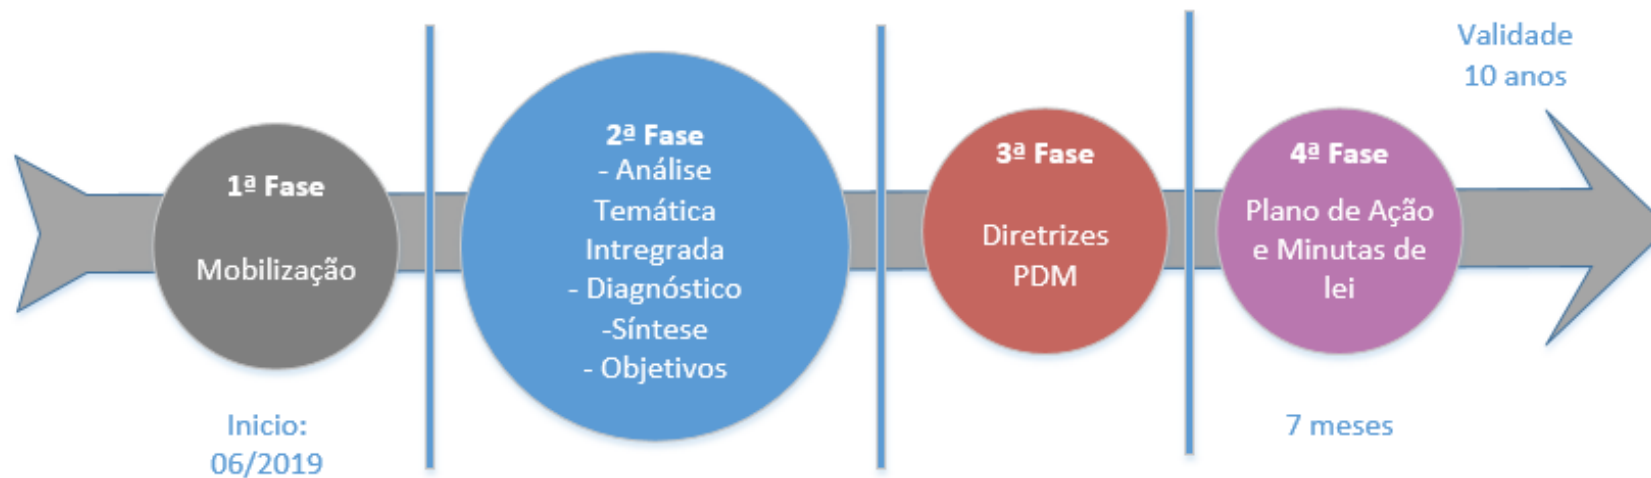 1ª Fase
Mobilização
Inicio:
06/2019
2ª Fase
- Análise
Temática
Intregrada
- Diagnóstico
-Síntese
- Objetivos
3ª Fase
Diretrizes
PDM
4ª Fase
Plano de Ação
e Minutas de
lei
7 meses
Validade
10 anos